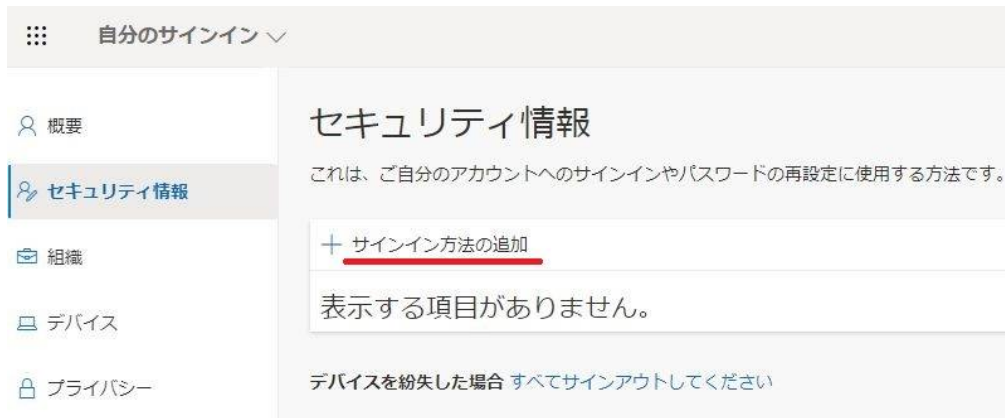 自分のサインイン
概要
セキュリティ情報
組織
デバイス
プライバシー
セキュリティ情報
これは、ご自分のアカウントへのサインインやパスワードの再設定に使用する方法です。
+ サインイン方法の追加
表示する項目がありません。
デバイスを紛失した場合 すべてサインアウトしてください